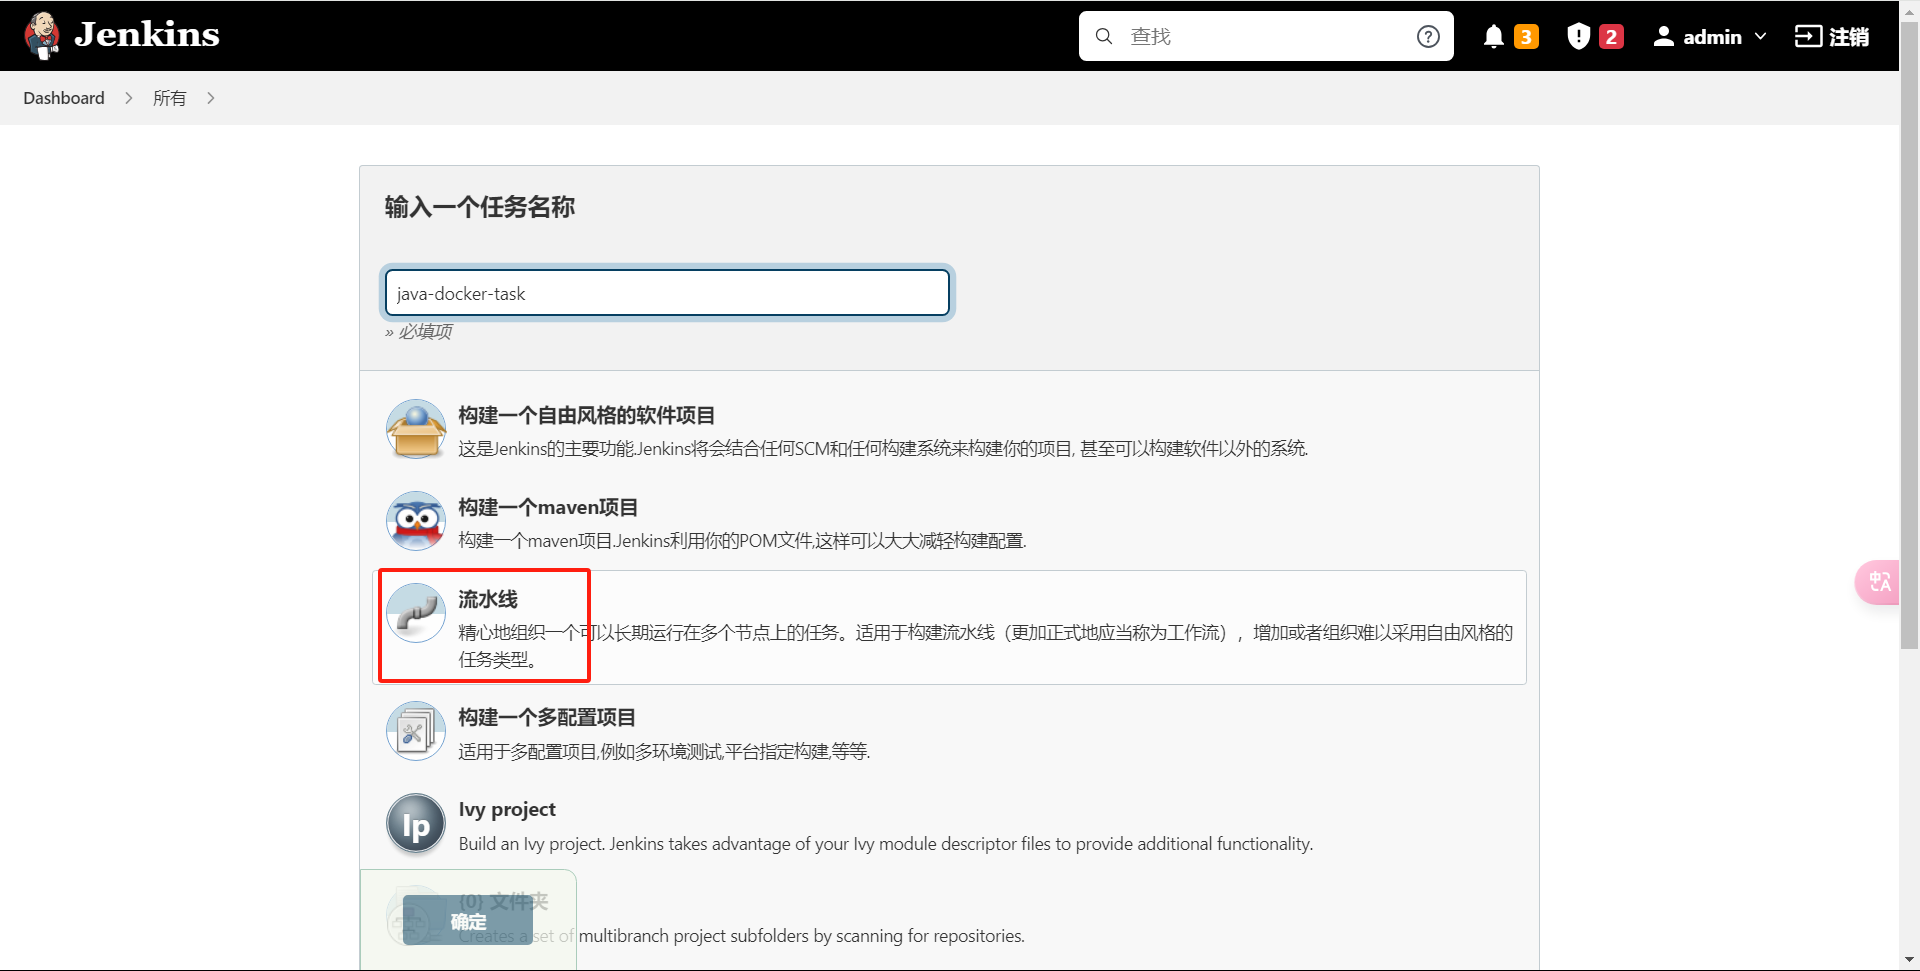 Jenkins
查找
3
2
admin
注销
Dashboard
所有
输入一个任务名称
java-docker-task
» 必填项
构建一个自由风格的软件项目
这是Jenkins的主要功能.Jenkins将会结合任何SCM和任何构建系统来构建你的项目, 甚至可以构建软件以外的系统.
构建一个maven项目
构建一个maven项目.Jenkins利用你的POM文件,这样可以大大减轻构建配置.
流水线
精心地组织一个可以长期运行在多个节点上的任务。适用于构建流水线（更加正式地应当称为工作流），增加或者组织难以采用自由风格的
任务类型。
构建一个多配置项目
适用于多配置项目,例如多环境测试,平台指定构建,等等.
Ip
Ivy project
Build an Ivy project. Jenkins takes advantage of your Ivy module descriptor files to provide additional functionality.
{0} 文件夹
确定
Creates a set of multibranch project subfolders by scanning for repositories.
中A